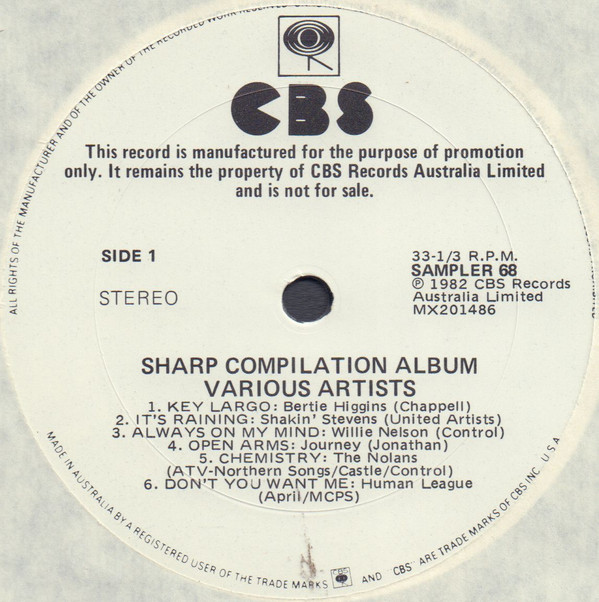 ALL RIGHTS OF THE MANUFACTURER AND OF THE OWNER OF THE RECORDED WORK RESERVED
CBS
This record is manufactured for the purpose of promotion
only. It remains the property of CBS Records Australia Limited
and is not for sale.
SIDE 1
STEREO
33-1/3 R.P.M.
SAMPLER 68
℗ 1982 CBS Records
Australia Limited
MX201486
SHARP COMPILATION ALBUM
VARIOUS ARTISTS
1. KEY LARGO: Bertie Higgins (Chappell)
2. IT'S RAINING: Shakin' Stevens (United Artists)
3. ALWAYS ON MY MIND: Willie Nelson (Control)
4. OPEN ARMS: Journey (Jonathan)
5. CHEMISTRY: The Nolans
(ATV-Northern Songs/Castle/Control)
6. DON'T YOU WANT ME: Human League
(April/MCPS)
MADE IN AUSTRALIA BY A REGISTERED USER OF THE TRADE MARKS CBS AND "CBS" ARE TRADE MARKS OF CBS INC. U.S.A